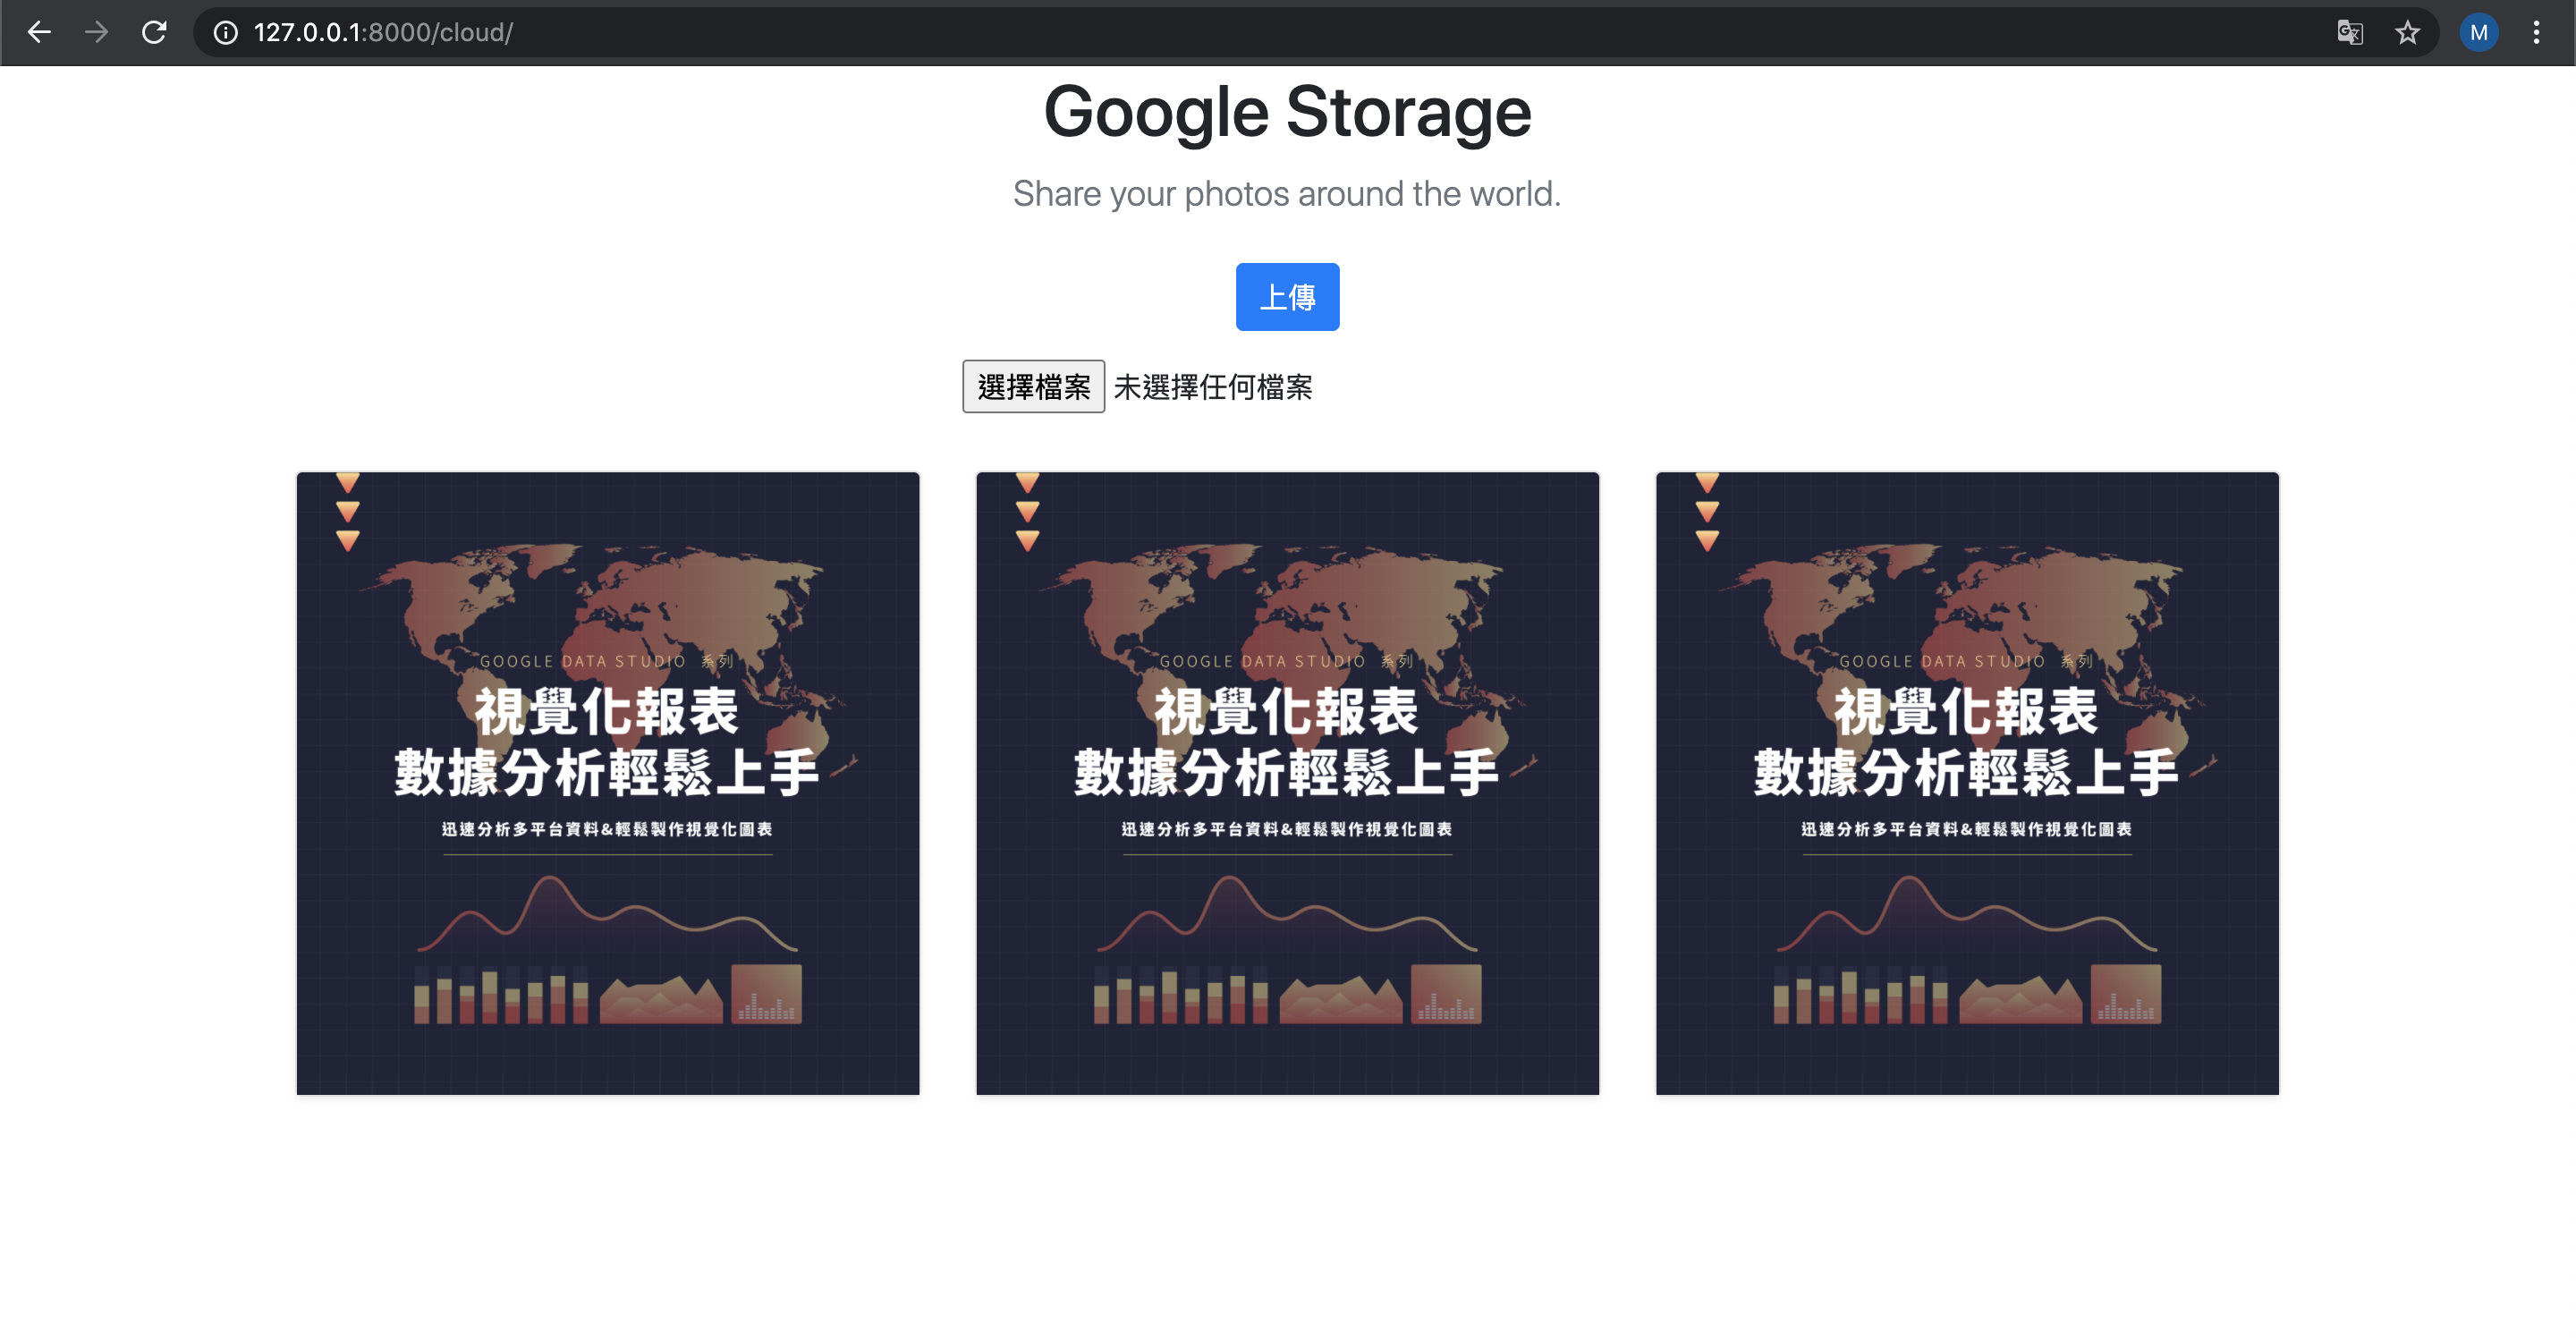 127.0.0.1:8000/cloud/
M
Google Storage
Share your photos around the world.
上傳
選擇檔案 未選擇任何檔案
GOOGLE DATA STUDIO 系列
視覺化報表
數據分析輕鬆上手
迅速分析多平台資料&輕鬆製作視覺化圖表
GOOGLE DATA STUDIO 系列
視覺化報表
數據分析輕鬆上手
迅速分析多平台資料&輕鬆製作視覺化圖表
GOOGLE DATA STUDIO 系列
視覺化報表
數據分析輕鬆上手
迅速分析多平台資料&輕鬆製作視覺化圖表